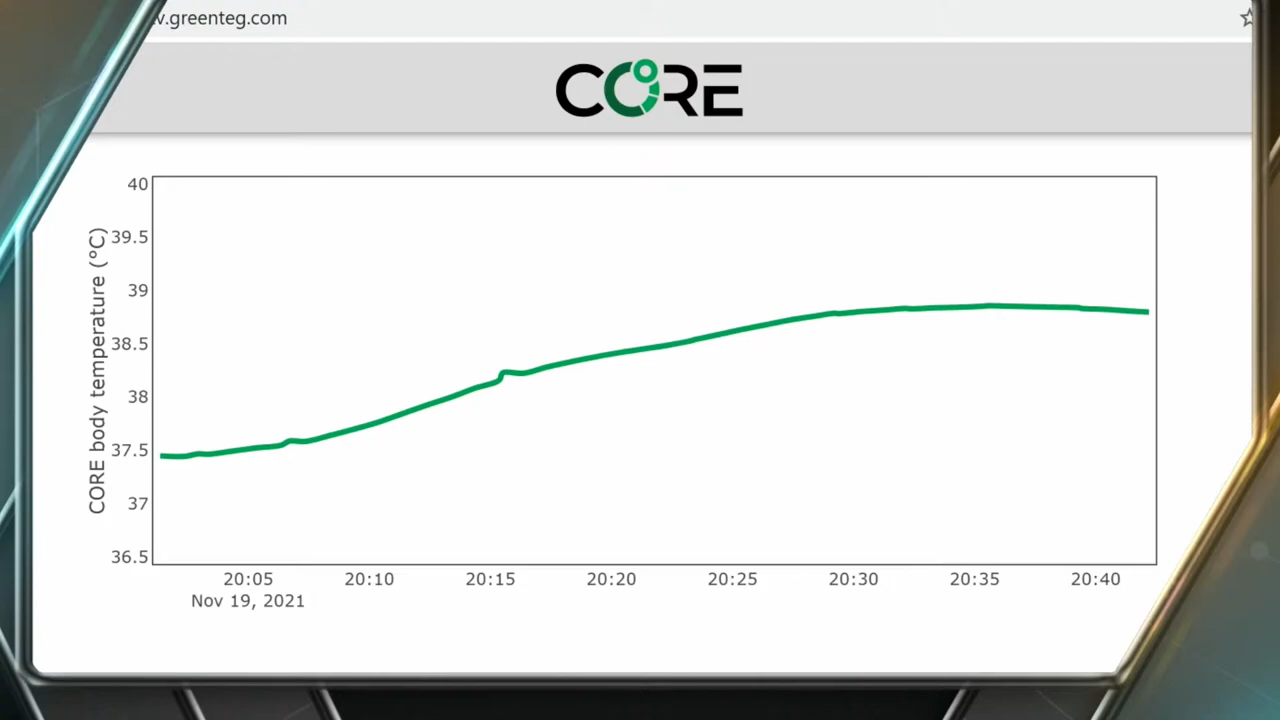 v.greenteg.com
CORE
40
39.5
39
38.5
38
37.5
37
36.5
CORE body temperature (°C)
20:05 20:10 20:15 20:20 20:25 20:30 20:35 20:40
Nov 19, 2021